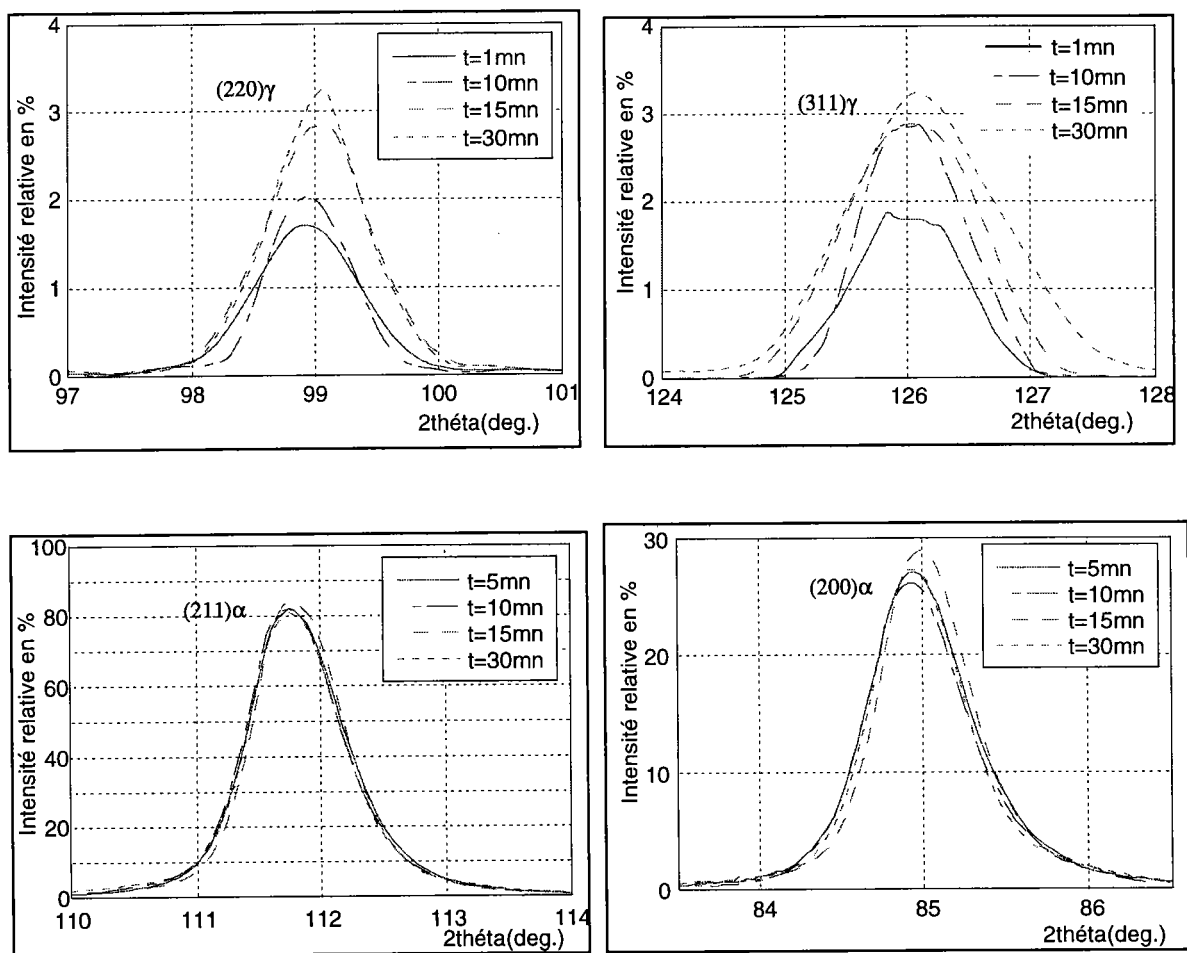 Intensité relative en %
4
3
2
1
0
97
98
99
100
101
2théta(deg.)
(220)γ
t=1mn
t=10mn
t=15mn
t=30mn
Intensité relative en %
4
3
2
1
0
124
125
126
127
128
2théta(deg.)
(311)γ
t=1mn
t=10mn
t=15mn
t=30mn
Intensité relative en %
100
80
60
40
20
0
110
111
112
113
114
2théta(deg.)
(211)α
t=5mn
t=10mn
t=15mn
t=30mn
Intensité relative en %
30
20
10
0
84
85
86
2théta(deg.)
(200)α
t=5mn
t=10mn
t=15mn
t=30mn